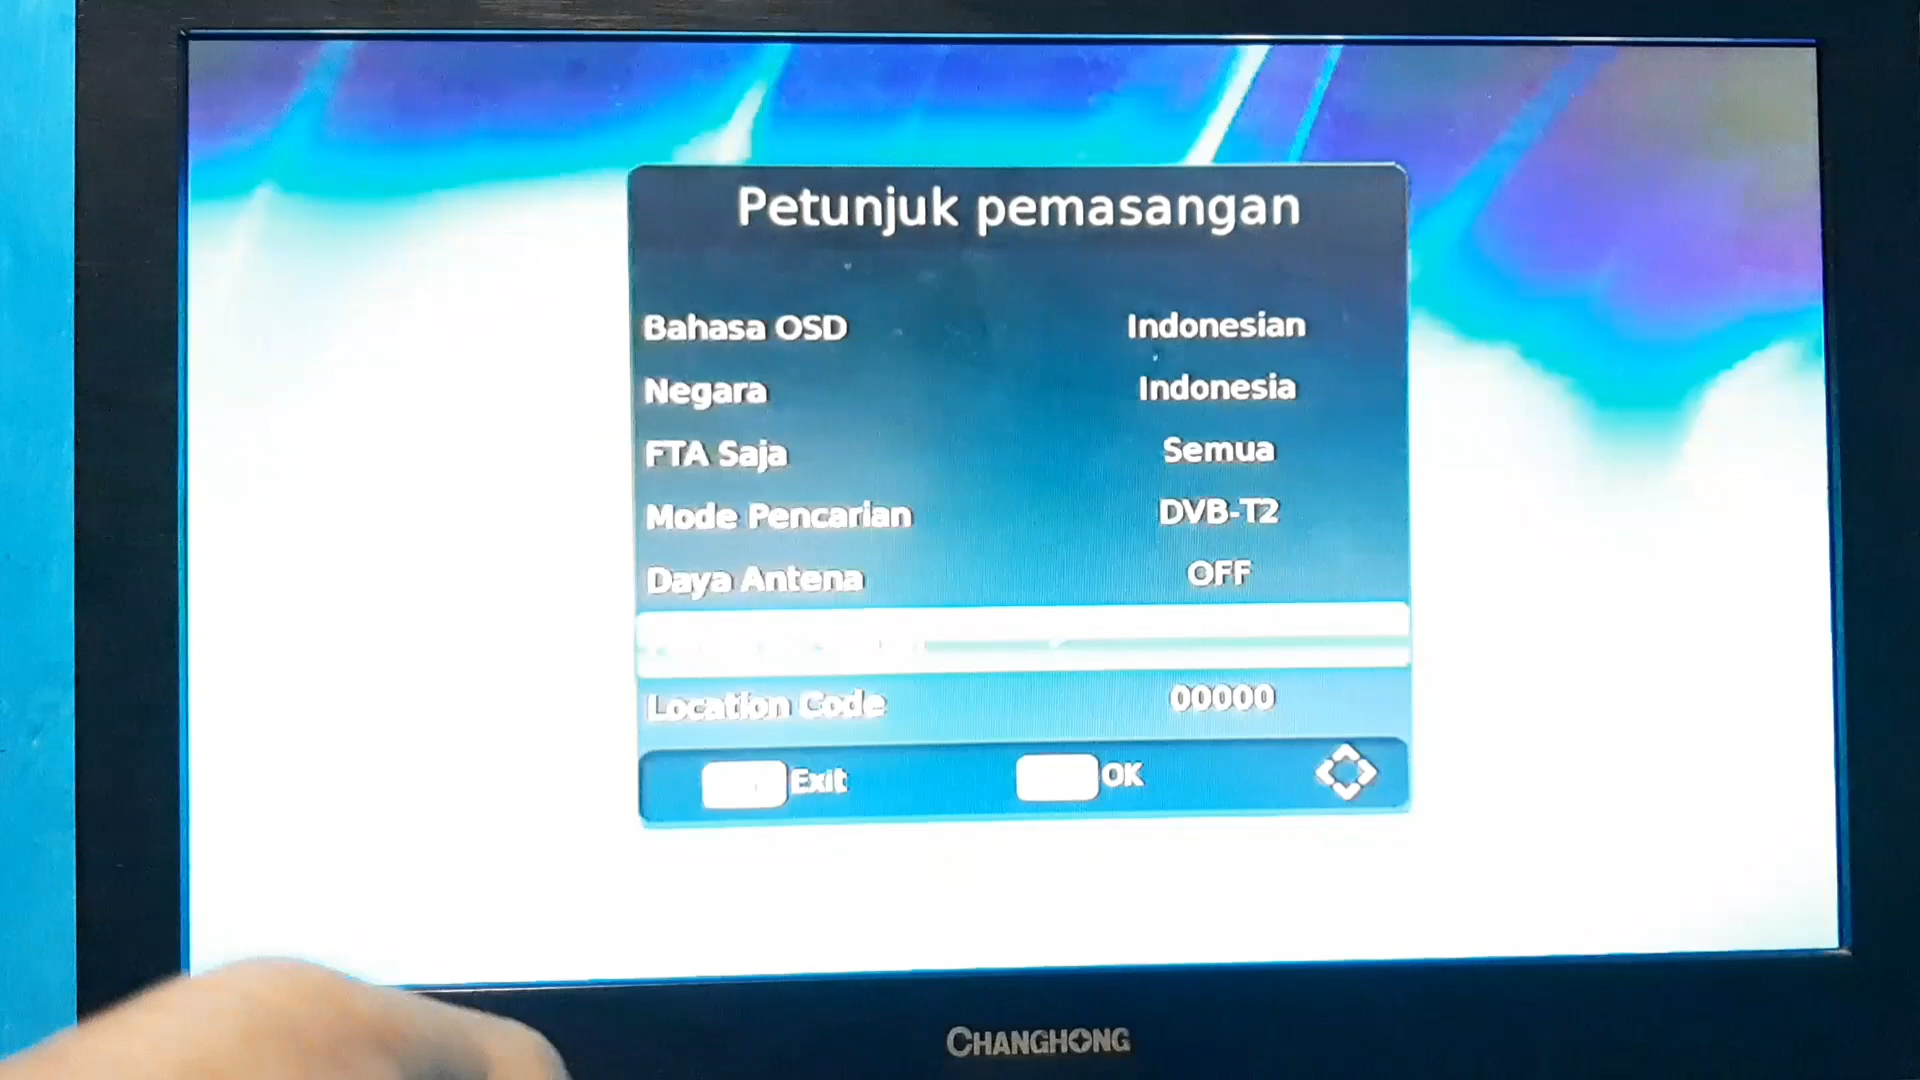 Petunjuk pemasangan
Bahasa OSD Indonesian
Negara Indonesia
FTA Saja Semua
Mode Pencarian DVB-T2
Daya Antena OFF
Location Code 00000
Exit OK
CHANGHONG